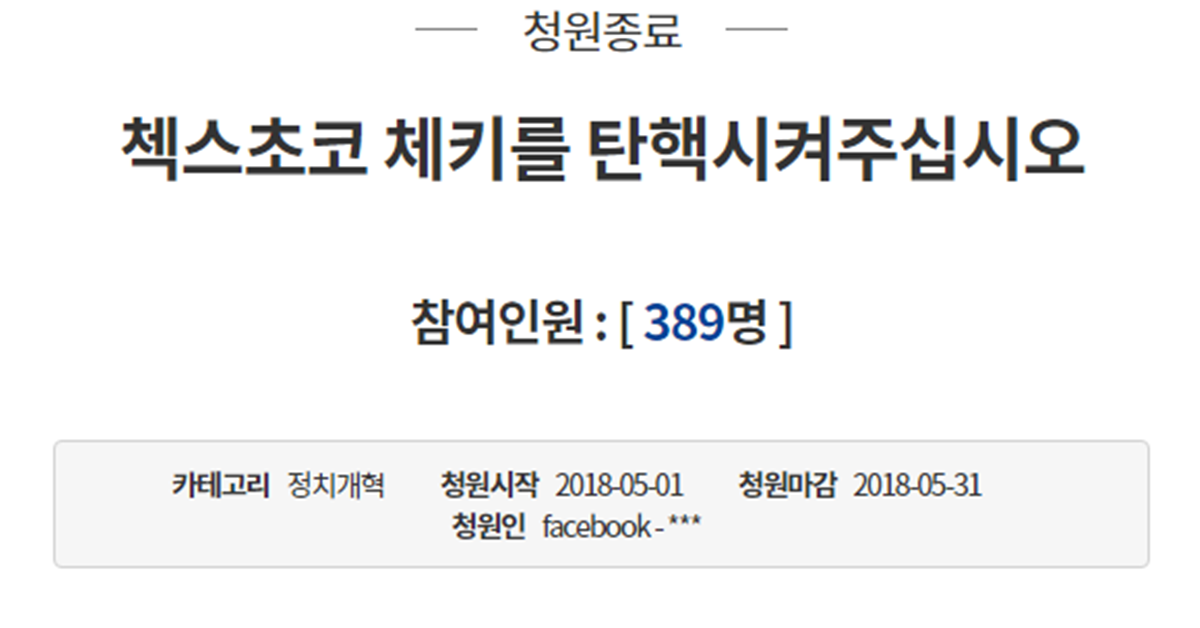 청원종료
첵스초코 체키를 탄핵시켜주십시오
참여인원 : [ 389명 ]
카테고리 정치개혁 청원시작 2018-05-01 청원마감 2018-05-31
청원인 facebook - ***